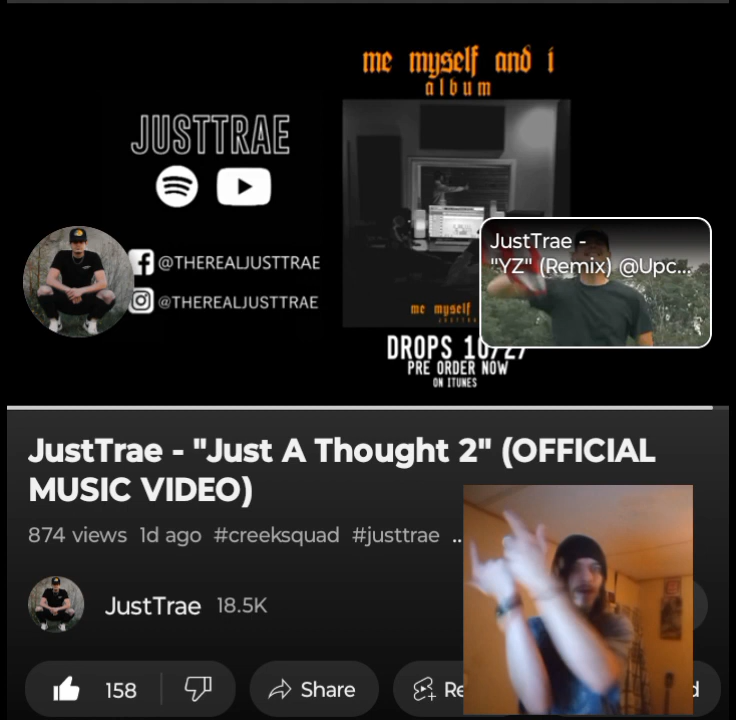 me myself and i
album
JUSTTRAE
@THEREALJUSTTRAE
@THEREALJUSTTRAE
JustTrae -
"YZ" (Remix) @Upc...
me myself
DROPS 10/27
PRE ORDER NOW
ON ITUNES
JustTrae - "Just A Thought 2" (OFFICIAL
MUSIC VIDEO)
874 views 1d ago #creeksquad #justtrae ..
JustTrae 18.5K
158 Share Re d